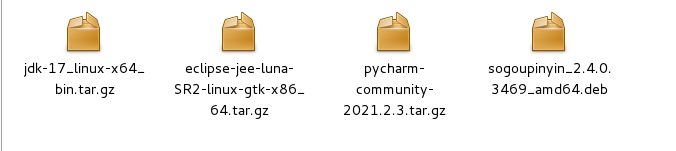 jdk-17_linux-x64_
bin.tar.gz
eclipse-jee-luna-
SR2-linux-gtk-x86_
64.tar.gz
pycharm-
community-
2021.2.3.tar.gz
sogoupinyin_2.4.0.
3469_amd64.deb